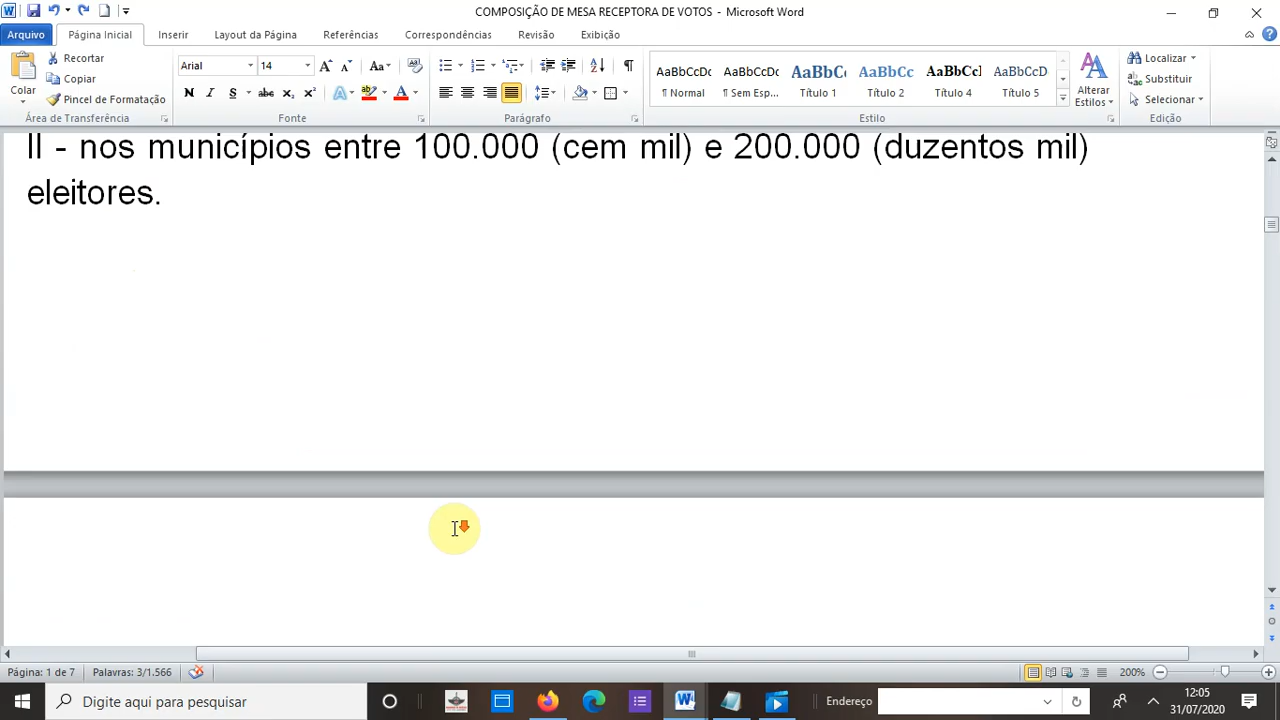 COMPOSIÇÃO DE MESA RECEPTORA DE VOTOS - Microsoft Word
Arquivo Página Inicial Inserir Layout da Página Referências Correspondências Revisão Exibição
Colar
Recortar
Copiar
Pincel de Formatação
Área de Transferência
Arial 14
Fonte
Parágrafo
AaBbCcDc AaBbCcDc AaBbC AaBbCc AaBbCcI AaBbCcD
¶ Normal ¶ Sem Esp... Título 1 Título 2 Título 4 Título 5
Alterar
Estilos
Estilo
Localizar
Substituir
Selecionar
Edição
II - nos municípios entre 100.000 (cem mil) e 200.000 (duzentos mil)
eleitores.
Página: 1 de 7 Palavras: 3/1.566 200%
Digite aqui para pesquisar Endereço 12:05
31/07/2020